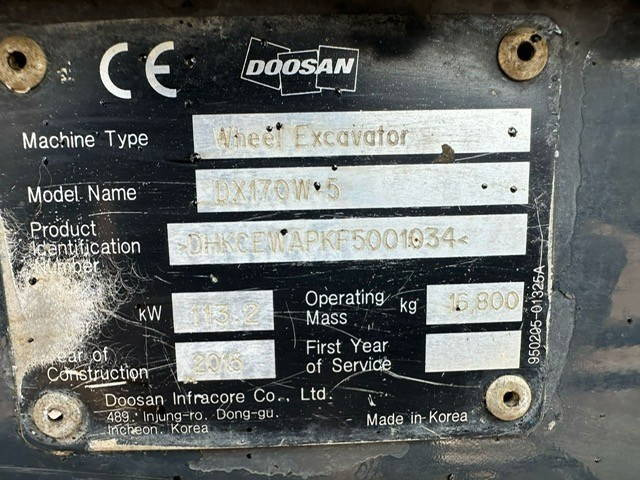 CE DOOSAN
Machine Type Wheel Excavator
Model Name DX170W-5
Product
Identification >DHKCEWAPKF5001034<
Number
kW 113.2 Operating Mass kg 16,800
Year of Construction 2015 First Year of Service
Doosan Infracore Co., Ltd.
489, Injung-ro, Dong-gu,
Incheon, Korea
Made in Korea
950205-01325A